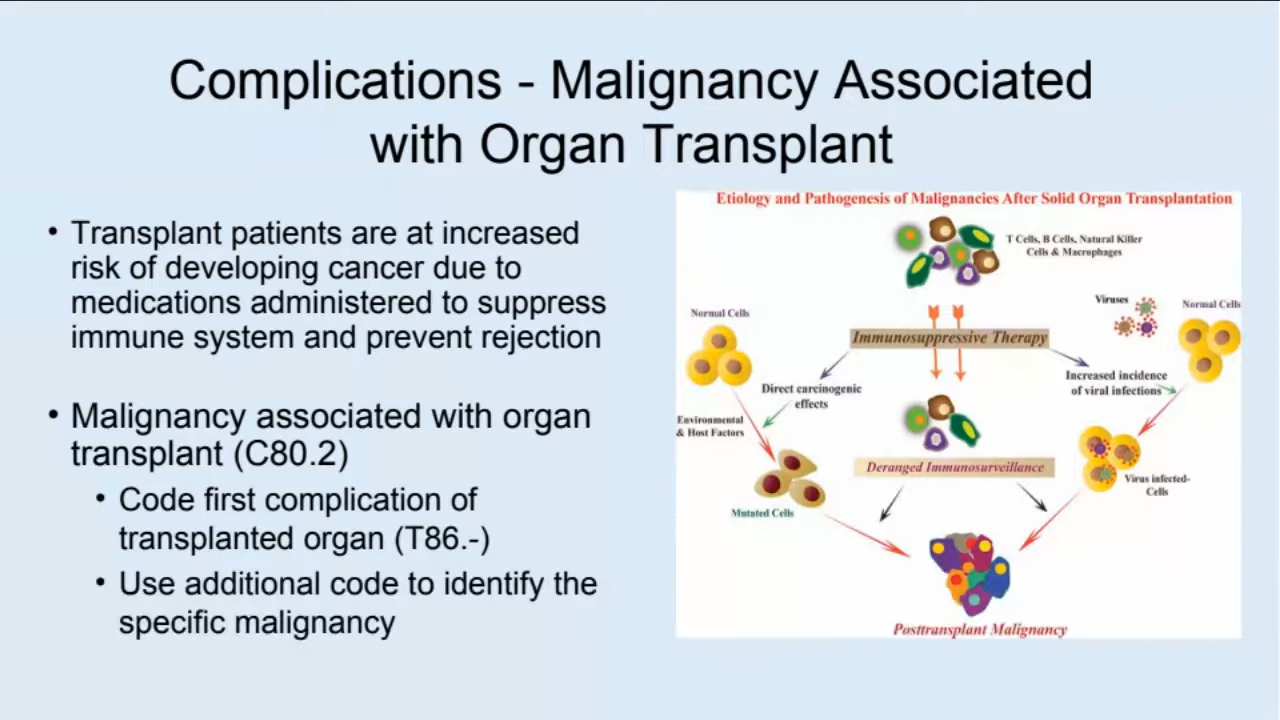 Complications - Malignancy Associated
with Organ Transplant
• Transplant patients are at increased
risk of developing cancer due to
medications administered to suppress
immune system and prevent rejection
• Malignancy associated with organ
transplant (C80.2)
• Code first complication of
transplanted organ (T86.-)
• Use additional code to identify the
specific malignancy
Etiology and Pathogenesis of Malignancies After Solid Organ Transplantation
T Cells, B Cells, Natural Killer
Cells & Macrophages
Normal Cells
Viruses
Normal Cells
Immunosuppressive Therapy
Direct carcinogenic
effects
Increased incidence
of viral infections
Environmental
& Host Factors
Deranged Immunosurveillance
Virus infected-
Cells
Mutated Cells
Posttransplant Malignancy